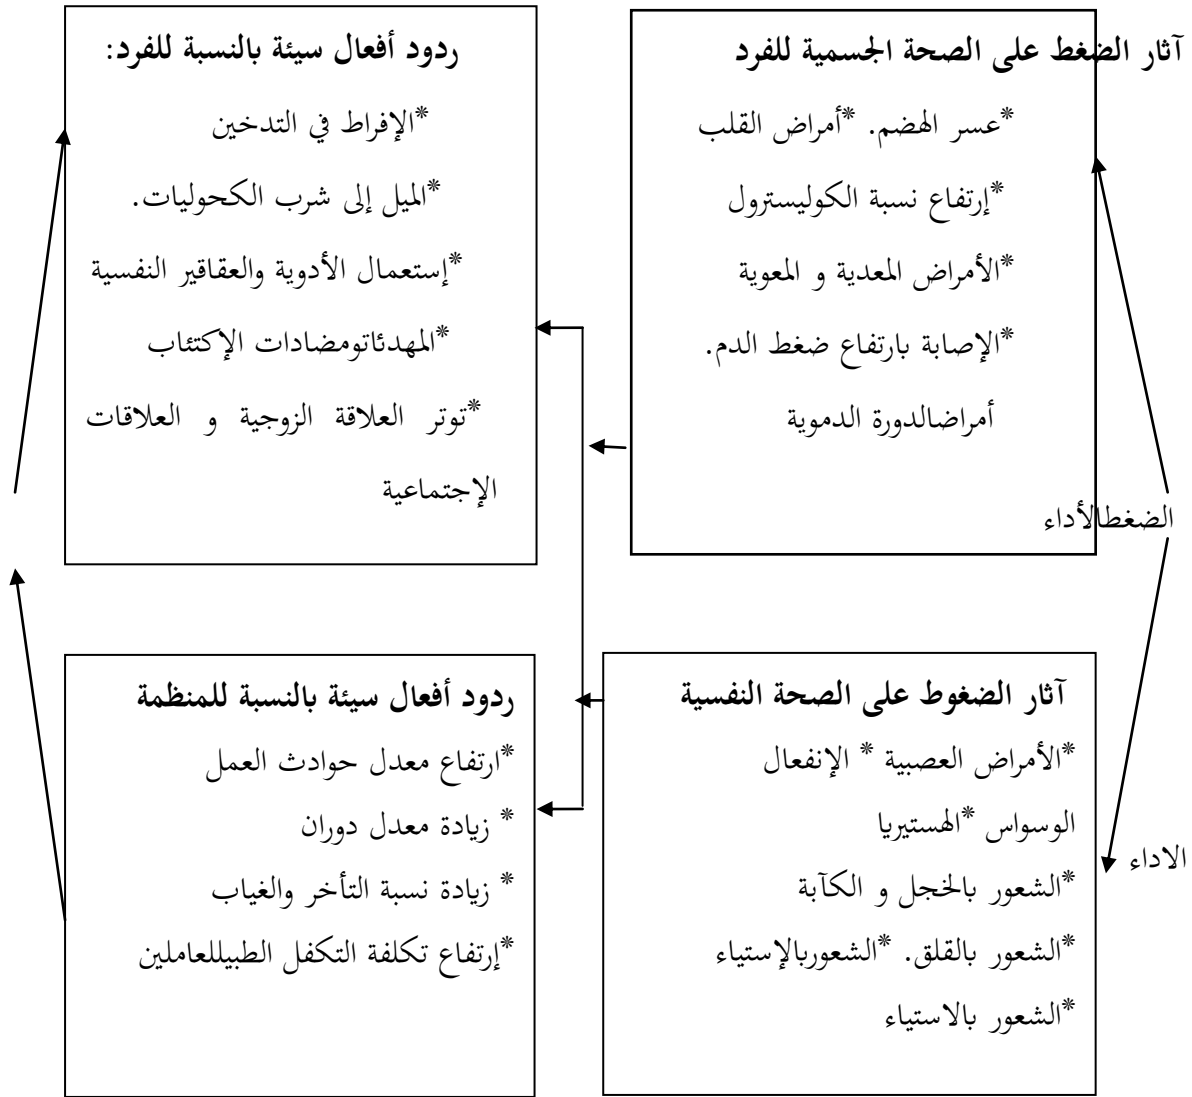 آثار الضغط على الصحة الجسمية للفرد
*عسر الهضم. *أمراض القلب
*إرتفاع نسبة الكوليسترول
*الأمراض المعدية و المعوية
*الإصابة بارتفاع ضغط الدم.
أمراضالدورة الدموية
الضغطالأداء
ردود أفعال سيئة بالنسبة للفرد:
*الإفراط في التدخين
*الميل إلى شرب الكحوليات.
*إستعمال الأدوية والعقاقير النفسية
*المهدئاتومضادات الإكتئاب
*توتر العلاقة الزوجية و العلاقات
الإجتماعية
آثار الضغوط على الصحة النفسية
*الأمراض العصبية * الإنفعال
الوسواس *الهستيريا
*الشعور بالخجل و الكآبة
*الشعور بالقلق. *الشعوربالإستياء
*الشعور بالاستياء
الاداء
ردود أفعال سيئة بالنسبة للمنظمة
*ارتفاع معدل حوادث العمل
* زيادة معدل دوران
* زيادة نسبة التأخر والغياب
*إرتفاع تكلفة التكفل الطبيللعاملين